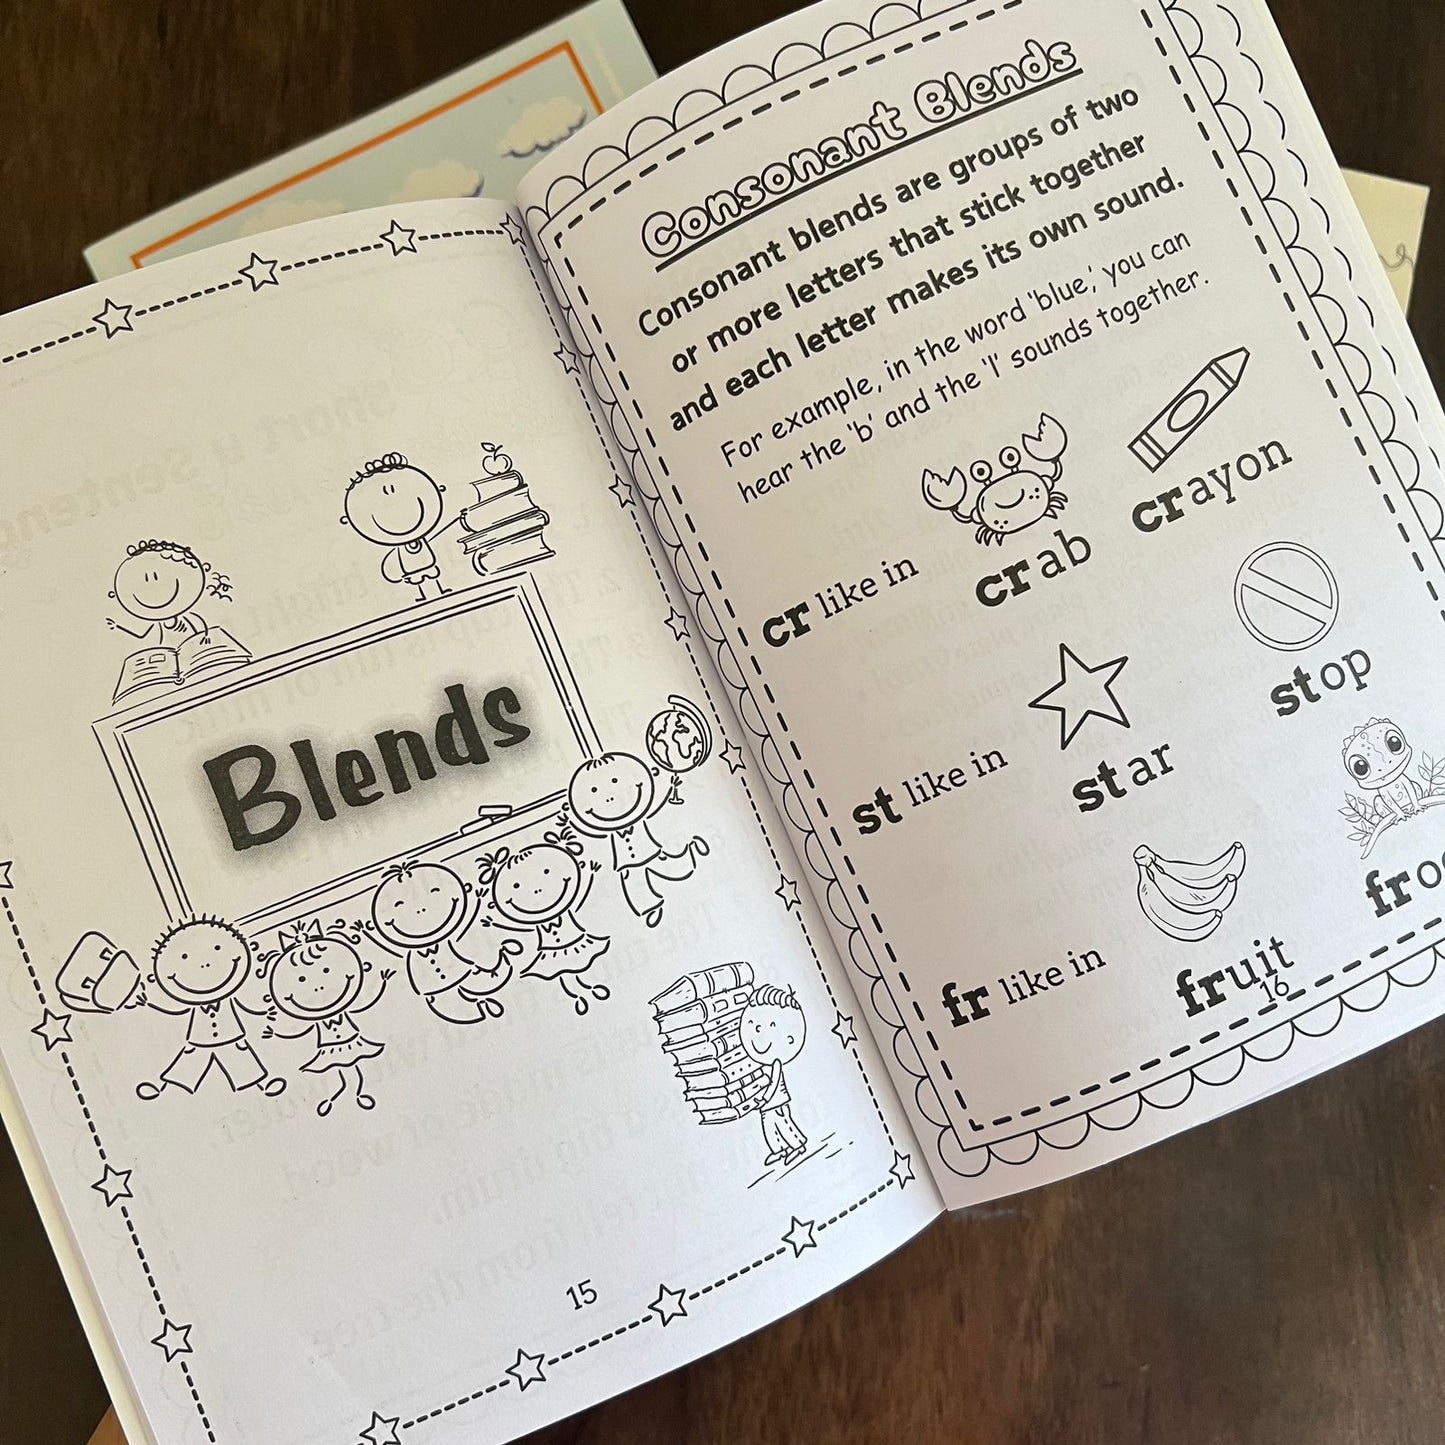 Blends
15
Consonant Blends
Consonant blends are groups of two
or more letters that stick together
and each letter makes its own sound.
For example, in the word 'blue,' you can
hear the 'b' and the 'l' sounds together.
cr like in crab crayon
st like in star stop
fr like in fruit
16